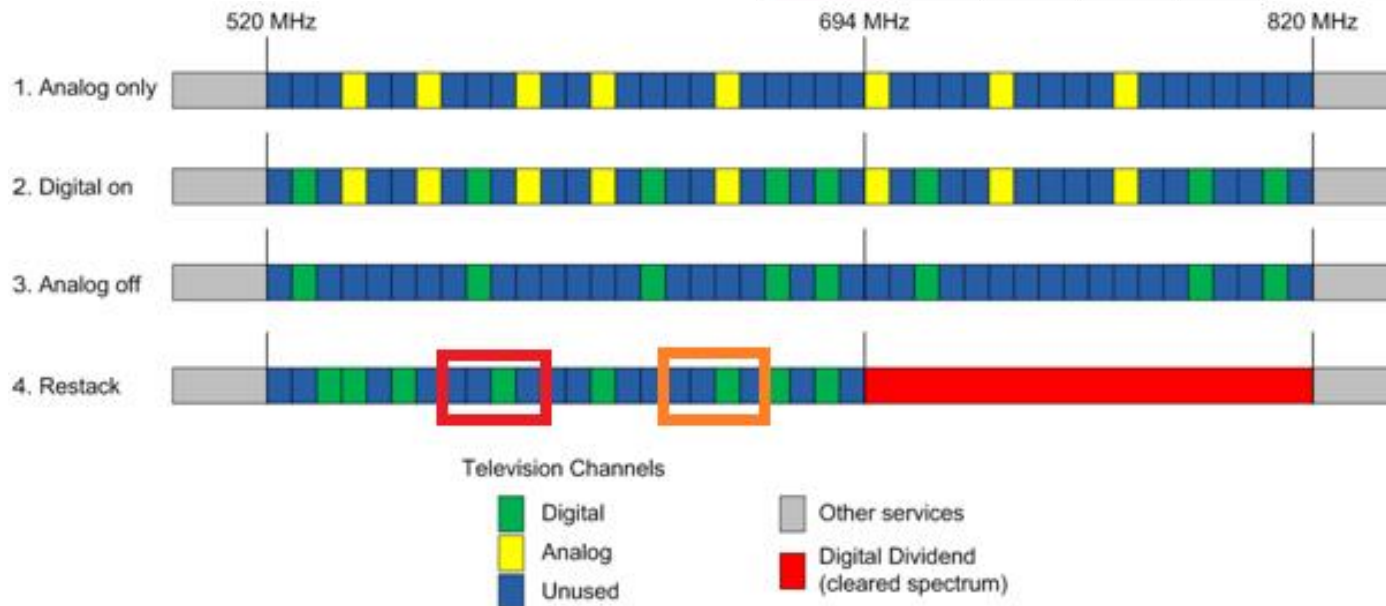 520 MHz
694 MHz
820 MHz
1. Analog only
2. Digital on
3. Analog off
4. Restack
Television Channels
Digital
Analog
Unused
Other services
Digital Dividend
(cleared spectrum)